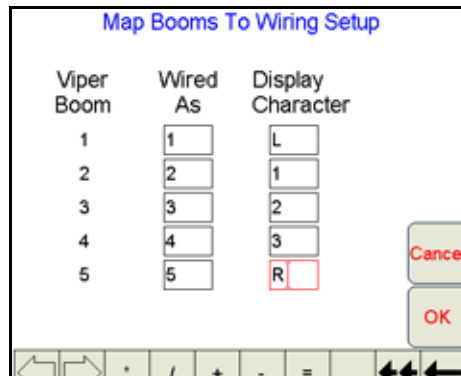 Map Booms To Wiring Setup
Viper Boom Wired As Display Character
1 1 L
2 2 1
3 3 2
4 4 3
5 5 R
Cance
OK
* / + - =